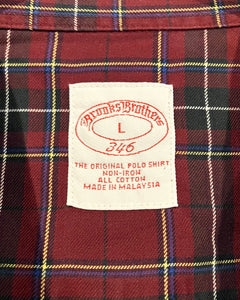 Brooks Brothers
L
346
THE ORIGINAL POLO SHIRT
NON-IRON
ALL COTTON
MADE IN MALAYSIA